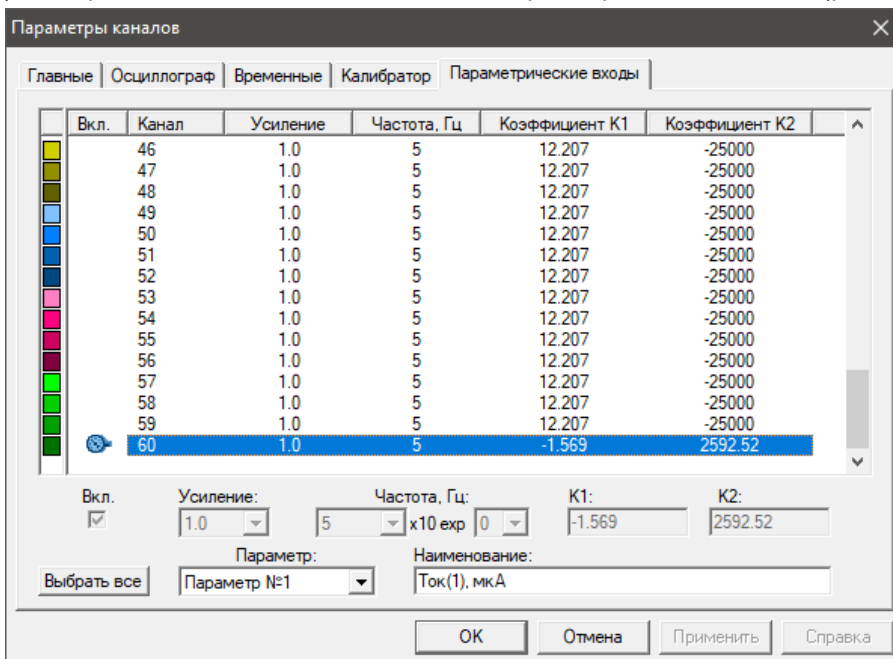 Параметры каналов
Главные Осциллограф Временные Калибратор Параметрические входы
Вкл. Канал Усиление Частота, Гц Коэффициент К1 Коэффициент К2
46 1.0 5 12.207 -25000
47 1.0 5 12.207 -25000
48 1.0 5 12.207 -25000
49 1.0 5 12.207 -25000
50 1.0 5 12.207 -25000
51 1.0 5 12.207 -25000
52 1.0 5 12.207 -25000
53 1.0 5 12.207 -25000
54 1.0 5 12.207 -25000
55 1.0 5 12.207 -25000
56 1.0 5 12.207 -25000
57 1.0 5 12.207 -25000
58 1.0 5 12.207 -25000
59 1.0 5 12.207 -25000
60 1.0 5 -1.569 2592.52
Вкл. Усиление: Частота, Гц: К1: К2:
1.0 5 x10 exp 0 -1.569 2592.52
Параметр: Наименование:
Выбрать все Параметр №1 Ток(1), мкА
OK Отмена Применить Справка